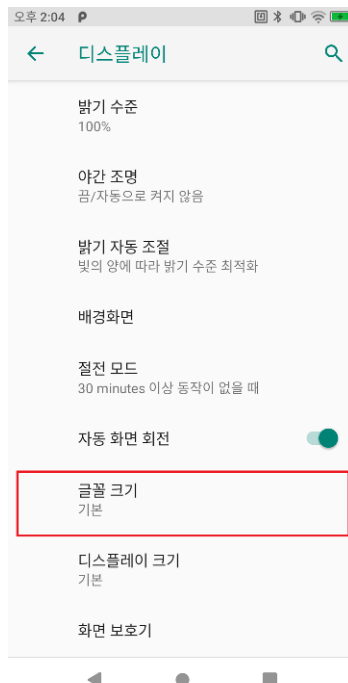 오후 2:04
디스플레이
밝기 수준
100%
야간 조명
끔/자동으로 켜지 않음
밝기 자동 조절
빛의 양에 따라 밝기 수준 최적화
배경화면
절전 모드
30 minutes 이상 동작이 없을 때
자동 화면 회전
글꼴 크기
기본
디스플레이 크기
기본
화면 보호기